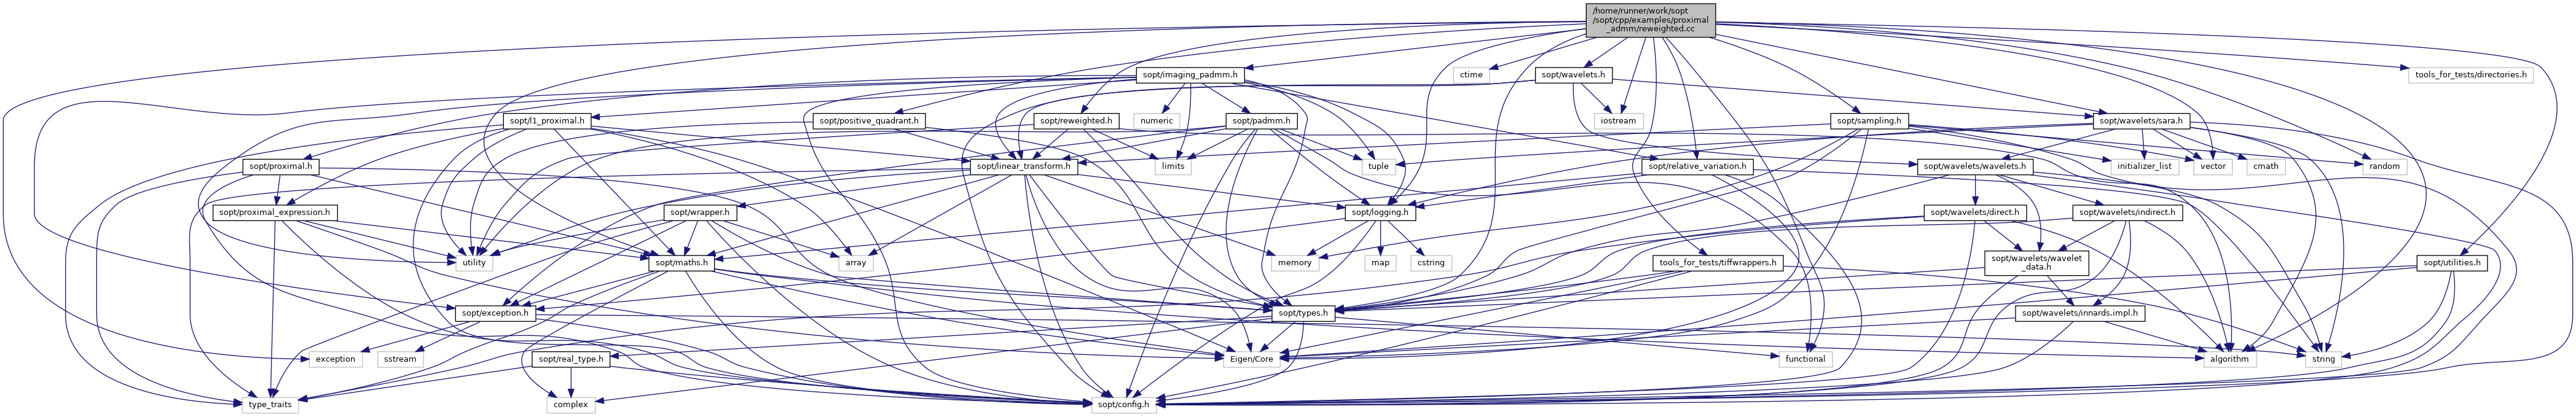 /home/runner/work/sopt
/sopt/cpp/examples/proximal
_admm/reweighted.cc
sopt/imaging_padmm.h
ctime
sopt/wavelets.h
tools_for_tests/directories.h
sopt/l1_proximal.h
sopt/positive_quadrant.h
sopt/reweighted.h
numeric
sopt/padmm.h
iostream
sopt/sampling.h
sopt/wavelets/sara.h
sopt/proximal.h
sopt/linear_transform.h
limits
tuple
sopt/relative_variation.h
sopt/wavelets/wavelets.h
initializer_list
vector
cmath
random
sopt/proximal_expression.h
sopt/wrapper.h
sopt/logging.h
sopt/wavelets/direct.h
sopt/wavelets/indirect.h
utility
sopt/maths.h
array
memory
map
cstring
tools_for_tests/tiffwrappers.h
sopt/wavelets/wavelet
_data.h
sopt/utilities.h
sopt/exception.h
sopt/types.h
sopt/wavelets/innards.impl.h
exception
sstream
sopt/real_type.h
Eigen/Core
functional
algorithm
string
type_traits
complex
sopt/config.h